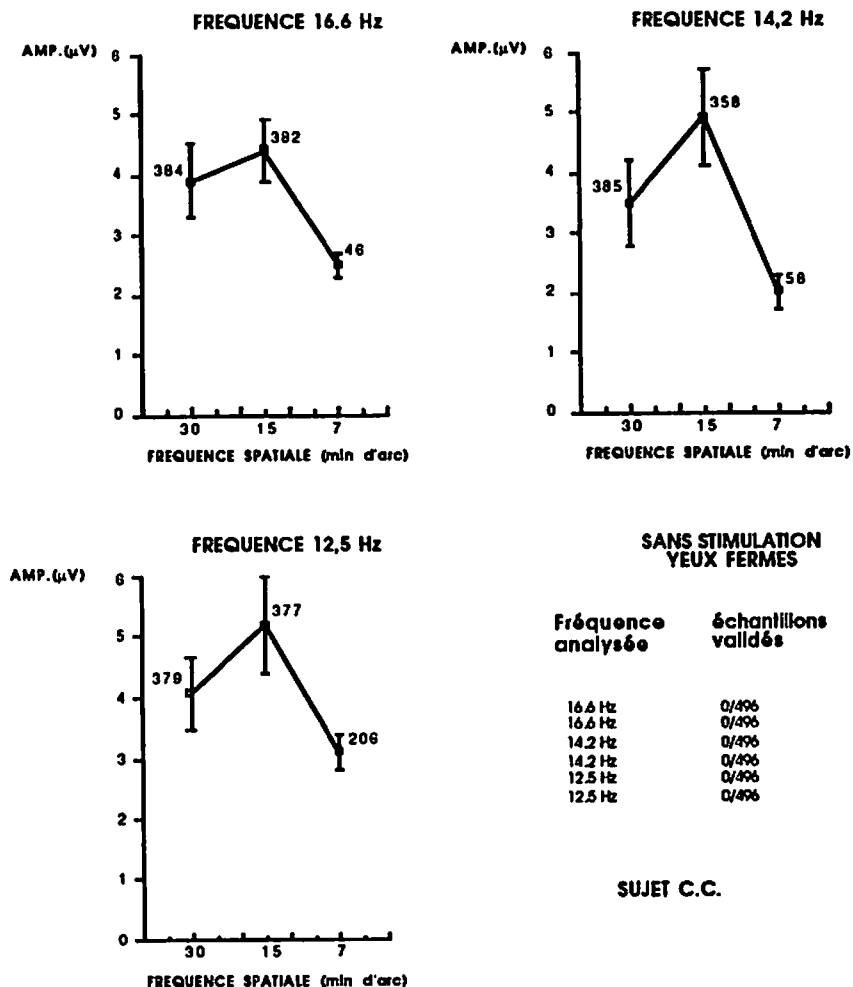 FREQUENCE 16.6 Hz
AMP.(µV)
6
5
4
3
2
1
0
384
382
46
30 15 7
FREQUENCE SPATIALE (min d'arc)
FREQUENCE 14,2 Hz
AMP.(µV)
6
5
4
3
2
1
0
385
358
58
30 15 7
FREQUENCE SPATIALE (min d'arc)
FREQUENCE 12,5 Hz
AMP.(µV)
6
5
4
3
2
1
0
379
377
206
30 15 7
FREQUENCE SPATIALE (min d'arc)
SANS STIMULATION
YEUX FERMES
Fréquence échantillons
analysée validés
16.6 Hz 0/496
16.6 Hz 0/496
14.2 Hz 0/496
14.2 Hz 0/496
12.5 Hz 0/496
12.5 Hz 0/496
SUJET C.C.